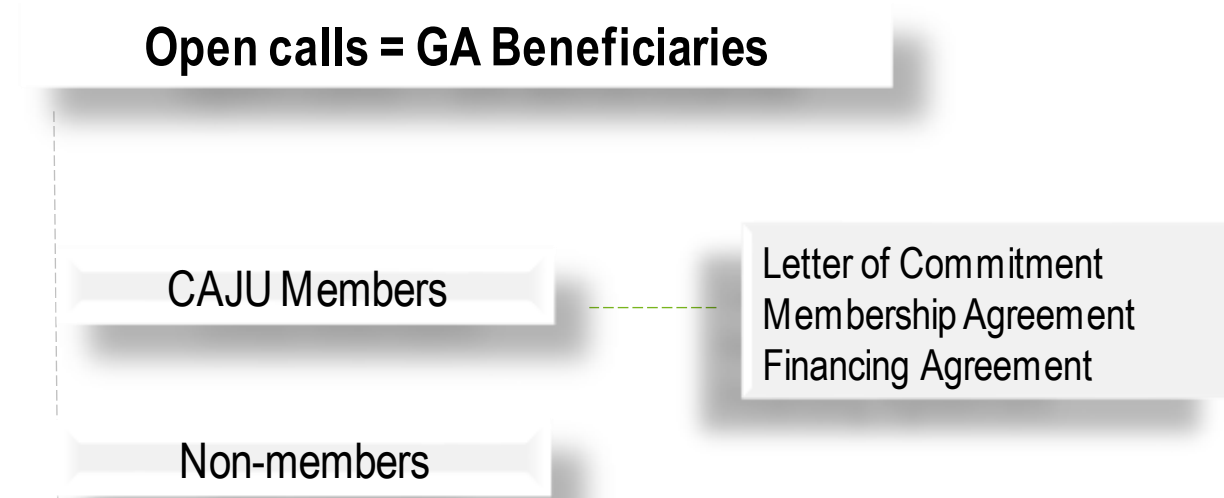 Open calls = GA Beneficiaries
CAJU Members
Letter of Commitment
Membership Agreement
Financing Agreement
Non-members